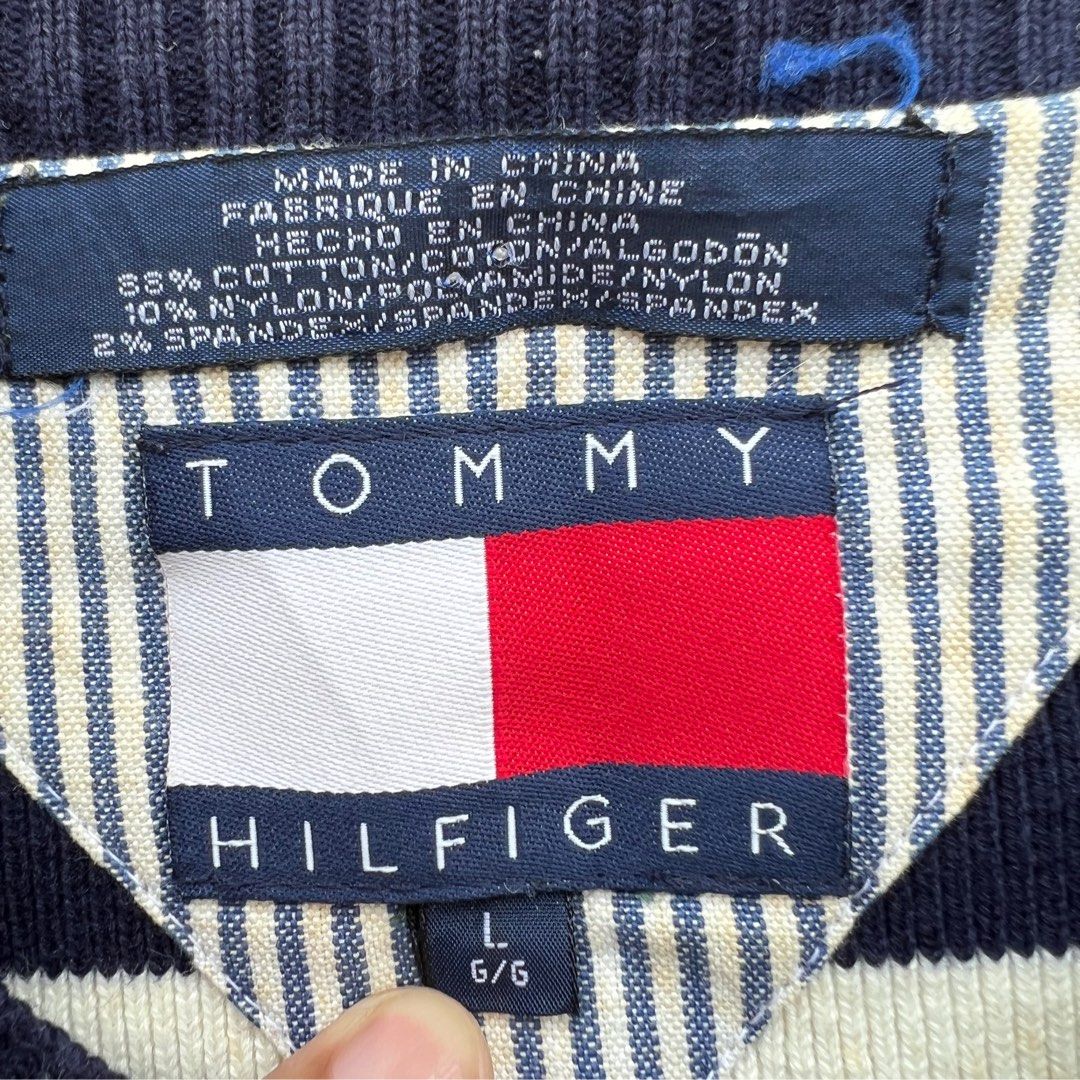 MADE IN CHINA
FABRIQUE EN CHINE
HECHO EN CHINA
88% COTTON/COTON/ALGODÓN
10% NYLON/POLYAMIDE/NYLON
2% SPANDEX/SPANDEX/SPANDEX
TOMMY
HILFIGER
L
G/G